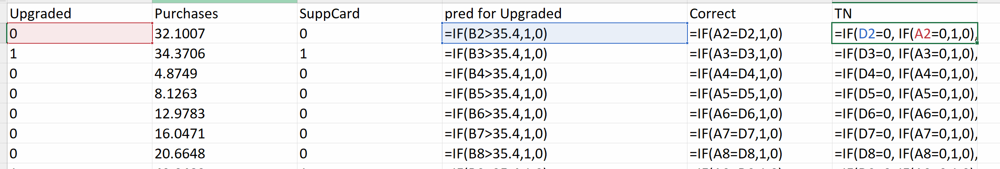 Upgraded Purchases SuppCard pred for Upgraded Correct TN
0 32.1007 0 =IF(B2>35.4,1,0) =IF(A2=D2,1,0) =IF(D2=0, IF(A2=0,1,0),
1 34.3706 1 =IF(B3>35.4,1,0) =IF(A3=D3,1,0) =IF(D3=0, IF(A3=0,1,0),
0 4.8749 0 =IF(B4>35.4,1,0) =IF(A4=D4,1,0) =IF(D4=0, IF(A4=0,1,0),
0 8.1263 0 =IF(B5>35.4,1,0) =IF(A5=D5,1,0) =IF(D5=0, IF(A5=0,1,0),
0 12.9783 0 =IF(B6>35.4,1,0) =IF(A6=D6,1,0) =IF(D6=0, IF(A6=0,1,0),
0 16.0471 0 =IF(B7>35.4,1,0) =IF(A7=D7,1,0) =IF(D7=0, IF(A7=0,1,0),
0 20.6648 0 =IF(B8>35.4,1,0) =IF(A8=D8,1,0) =IF(D8=0, IF(A8=0,1,0),